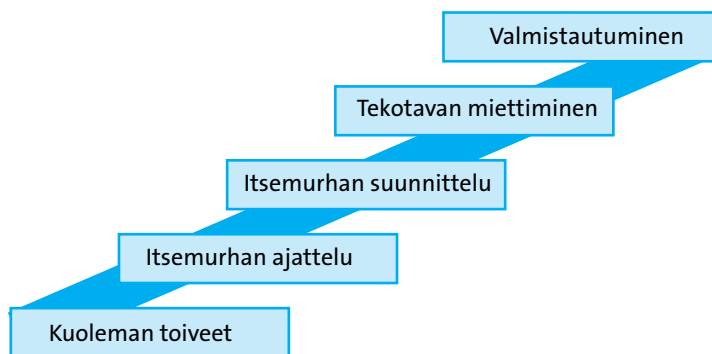 Valmistautuminen
Tekotavan miettiminen
Itsemurhan suunnittelu
Itsemurhan ajattelu
Kuoleman toiveet